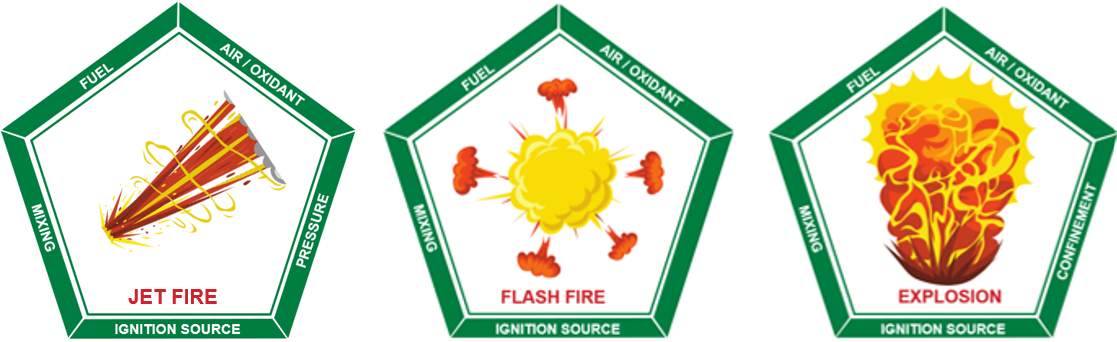 FUEL
AIR / OXIDANT
MIXING
PRESSURE
JET FIRE
IGNITION SOURCE
FUEL
AIR / OXIDANT
MIXING
FLASH FIRE
IGNITION SOURCE
FUEL
AIR / OXIDANT
MIXING
CONFINEMENT
EXPLOSION
IGNITION SOURCE